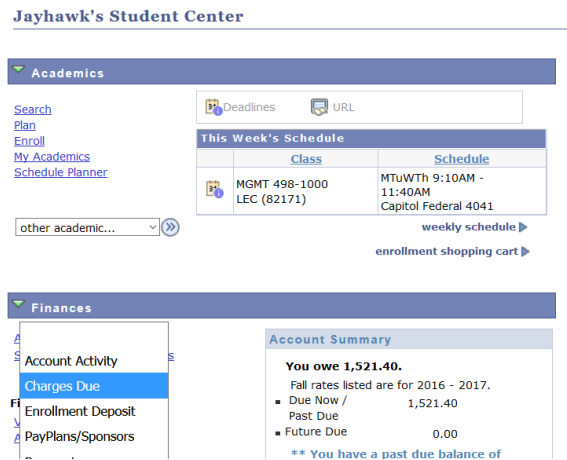 Jayhawk's Student Center
Academics
Search
Plan
Enroll
My Academics
Schedule Planner
other academic...
Deadlines
URL
This Week's Schedule
Class
Schedule
MGMT 498-1000
LEC (82171)
MTuWTh 9:10AM -
11:40AM
Capitol Federal 4041
weekly schedule
enrollment shopping cart
Finances
Account Activity
Charges Due
Enrollment Deposit
PayPlans/Sponsors
Account Summary
You owe 1,521.40.
Fall rates listed are for 2016 - 2017.
Due Now /
Past Due
1,521.40
Future Due
0.00
** You have a past due balance of